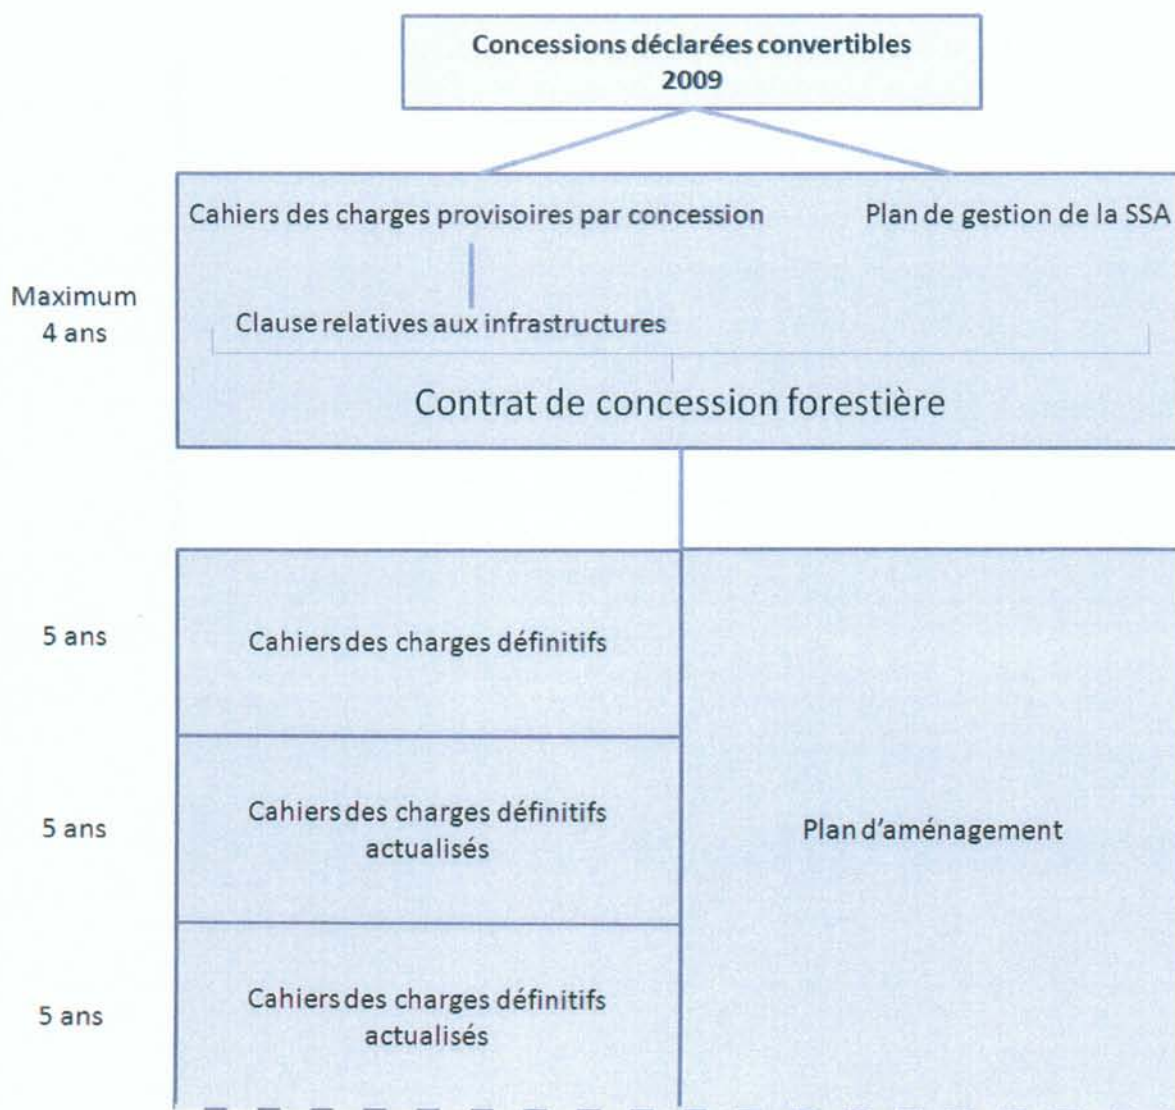 Concessions déclarées convertibles
2009
Cahiers des charges provisoires par concession
Plan de gestion de la SSA
Maximum
4 ans
Clause relatives aux infrastructures
Contrat de concession forestière
5 ans
Cahiers des charges définitifs
5 ans
Cahiers des charges définitifs
actualisés
Plan d'aménagement
5 ans
Cahiers des charges définitifs
actualisés